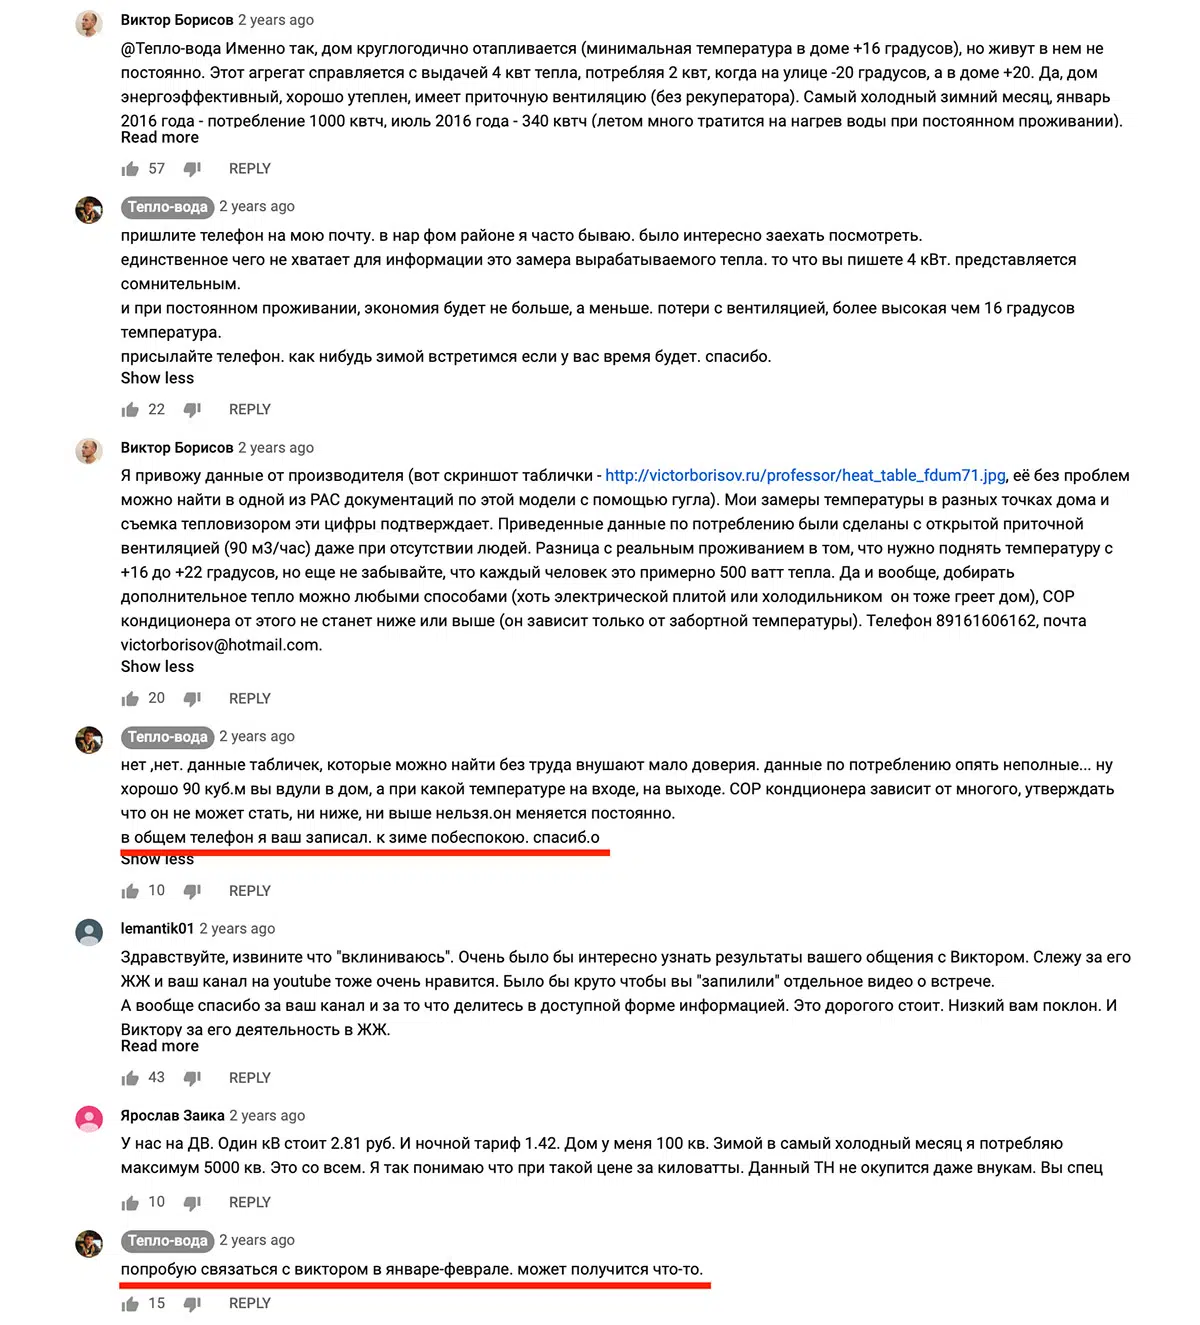 Виктор Борисов 2 years ago
@Тепло-вода Именно так, дом круглогодично отапливается (минимальная температура в доме +16 градусов), но живут в нем не
постоянно. Этот агрегат справляется с выдачей 4 квт тепла, потребляя 2 квт, когда на улице -20 градусов, а в доме +20. Да, дом
энергоэффективный, хорошо утеплен, имеет приточную вентиляцию (без рекуператора). Самый холодный зимний месяц, январь
2016 года - потребление 1000 квтч, июль 2016 года - 340 квтч (летом много тратится на нагрев воды при постоянном проживании).
Read more
57 REPLY
Тепло-вода 2 years ago
пришлите телефон на мою почту. в нар фом районе я часто бываю. было интересно заехать посмотреть.
единственное чего не хватает для информации это замера вырабатываемого тепла. то что вы пишете 4 кВт. представляется
сомнительным.
и при постоянном проживании, экономия будет не больше, а меньше. потери с вентиляцией, более высокая чем 16 градусов
температура.
присылайте телефон. как нибудь зимой встретимся если у вас время будет. спасибо.
Show less
22 REPLY
Виктор Борисов 2 years ago
Я привожу данные от производителя (вот скриншот таблички - http://victorborisov.ru/professor/heat_table_fdum71.jpg, её без проблем
можно найти в одной из PAC документаций по этой модели с помощью гугла). Мои замеры температуры в разных точках дома и
съемка тепловизором эти цифры подтверждает. Приведенные данные по потреблению были сделаны с открытой приточной
вентиляцией (90 м3/час) даже при отсутствии людей. Разница с реальным проживанием в том, что нужно поднять температуру с
+16 до +22 градусов, но еще не забывайте, что каждый человек это примерно 500 ватт тепла. Да и вообще, добирать
дополнительное тепло можно любыми способами (хоть электрической плитой или холодильником он тоже греет дом), COP
кондиционера от этого не станет ниже или выше (он зависит только от забортной температуры). Телефон 89161606162, почта
victorborisov@hotmail.com.
Show less
20 REPLY
Тепло-вода 2 years ago
нет ,нет. данные табличек, которые можно найти без труда внушают мало доверия. данные по потреблению опять неполные... ну
хорошо 90 куб.м вы вдули в дом, а при какой температуре на входе, на выходе. COP кондционера зависит от многого, утверждать
что он не может стать, ни ниже, ни выше нельзя.он меняется постоянно.
в общем телефон я ваш записал. к зиме побеспокою. спасиб.о
Show less
10 REPLY
lemantik01 2 years ago
Здравствуйте, извините что "вклиниваюсь". Очень было бы интересно узнать результаты вашего общения с Виктором. Слежу за его
ЖЖ и ваш канал на youtube тоже очень нравится. Было бы круто чтобы вы "запилили" отдельное видео о встрече.
А вообще спасибо за ваш канал и за то что делитесь в доступной форме информацией. Это дорогого стоит. Низкий вам поклон. И
Виктору за его деятельность в ЖЖ.
Read more
43 REPLY
Ярослав Заика 2 years ago
У нас на ДВ. Один кВ стоит 2.81 руб. И ночной тариф 1.42. Дом у меня 100 кв. Зимой в самый холодный месяц я потребляю
максимум 5000 кв. Это со всем. Я так понимаю что при такой цене за киловатты. Данный ТН не окупится даже внукам. Вы спец
10 REPLY
Тепло-вода 2 years ago
попробую связаться с виктором в январе-феврале. может получится что-то.
15 REPLY